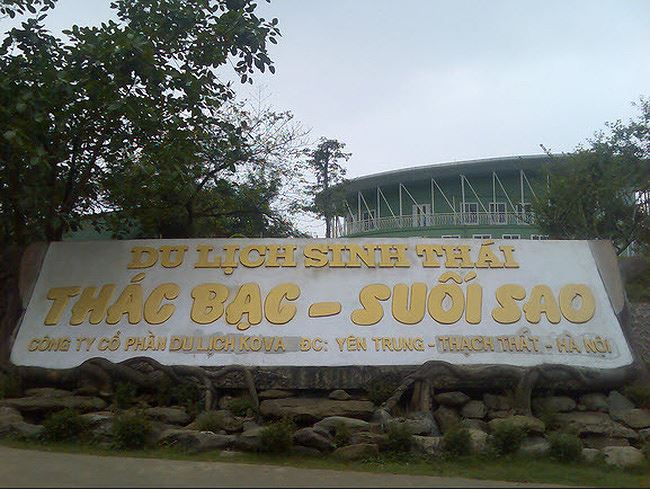 DU LỊCH SINH THÁI
THÁC BẠC - SUỐI SAO
CÔNG TY CỔ PHẦN DU LỊCH KOVA ĐC: YÊN TRUNG - THẠCH THẤT - HÀ NỘI